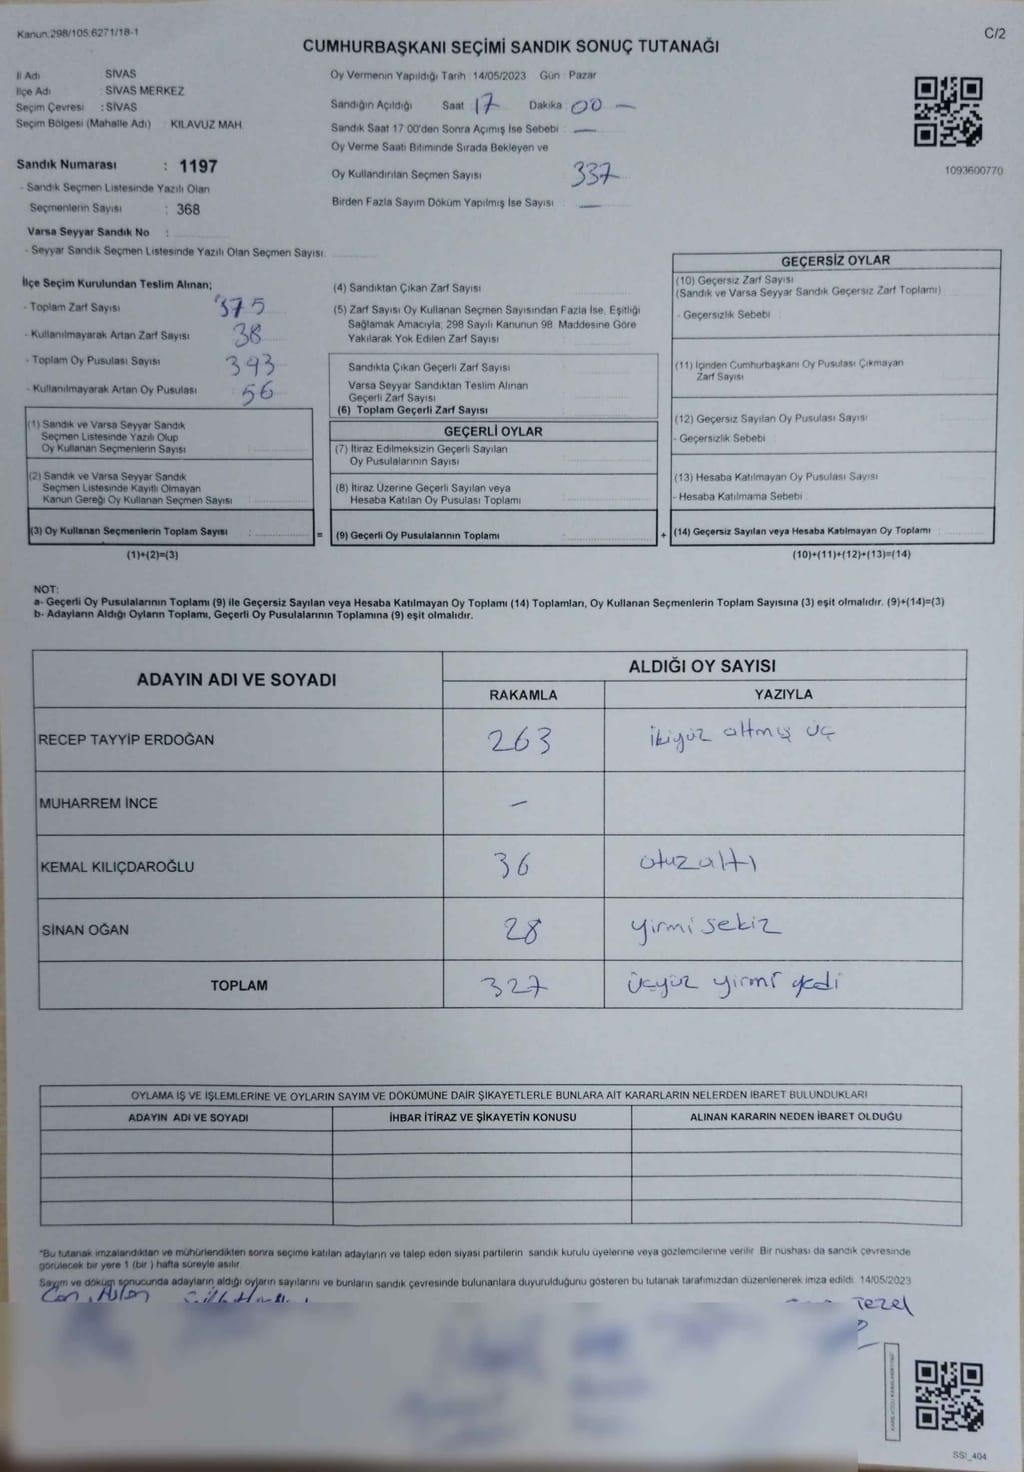 Kanun.298/105.6271/18-1
C/2
CUMHURBAŞKANI SEÇİMİ SANDIK SONUÇ TUTANAĞI
İl Adı SİVAS
İlçe Adı : SİVAS MERKEZ
Seçim Çevresi : SİVAS
Seçim Bölgesi (Mahalle Adı) KILAVUZ MAH.
Sandık Numarası : 1197
- Sandık Seçmen Listesinde Yazılı Olan
Seçmenlerin Sayısı : 368
Varsa Seyyar Sandık No :
- Seyyar Sandık Seçmen Listesinde Yazılı Olan Seçmen Sayısı
Oy Vermenin Yapıldığı Tarih : 14/05/2023 Gün : Pazar
Sandığın Açıldığı Saat 17 Dakika 00 —
Sandık Saat 17 00'den Sonra Açımış İse Sebebi : —
Oy Verme Saati Bitiminde Sırada Bekleyen ve
Oy Kullandırılan Seçmen Sayısı 337
Birden Fazla Sayım Döküm Yapılmış İse Sayısı : —
1093600770
İlçe Seçim Kurulundan Teslim Alınan;
- Toplam Zarf Sayısı 375
- Kullanılmayarak Artan Zarf Sayısı 38
- Toplam Oy Pusulası Sayısı 393
- Kullanılmayarak Artan Oy Pusulası 56
(1) Sandık ve Varsa Seyyar Sandık
Seçmen Listesinde Yazılı Olup
Oy Kullanan Seçmenlerin Sayısı
(2) Sandık ve Varsa Seyyar Sandık
Seçmen Listesinde Kayıtlı Olmayan
Kanun Gereği Oy Kullanan Seçmen Sayısı
(3) Oy Kullanan Seçmenlerin Toplam Sayısı :
(1)+(2)=(3)
(4) Sandıktan Çıkan Zarf Sayısı
(5) Zarf Sayısı Oy Kullanan Seçmen Sayısından Fazla İse, Eşitliği
Sağlamak Amacıyla, 298 Sayılı Kanunun 98. Maddesine Göre
Yakılarak Yok Edilen Zarf Sayısı
Sandıkta Çıkan Geçerli Zarf Sayısı
Varsa Seyyar Sandıktan Teslim Alınan
Geçerli Zarf Sayısı
(6) Toplam Geçerli Zarf Sayısı
GEÇERLİ OYLAR
(7) İtiraz Edilmeksizin Geçerli Sayılan
Oy Pusulalarının Sayısı
(8) İtiraz Üzerine Geçerli Sayılan veya
Hesaba Katılan Oy Pusulası Toplamı
= (9) Geçerli Oy Pusulalarının Toplamı
GEÇERSİZ OYLAR
(10) Geçersiz Zarf Sayısı
(Sandık ve Varsa Seyyar Sandık Geçersiz Zarf Toplamı)
- Geçersizlik Sebebi
(11) İçinden Cumhurbaşkanı Oy Pusulası Çıkmayan
Zarf Sayısı
(12) Geçersiz Sayılan Oy Pusulası Sayısı
- Geçersizlik Sebebi
(13) Hesaba Katılmayan Oy Pusulası Sayısı
- Hesaba Katılmama Sebebi
+ (14) Geçersiz Sayılan veya Hesaba Katılmayan Oy Toplamı
(10)+(11)+(12)+(13)=(14)
NOT:
a- Geçerli Oy Pusulalarının Toplamı (9) ile Geçersiz Sayılan veya Hesaba Katılmayan Oy Toplamı (14) Toplamları, Oy Kullanan Seçmenlerin Toplam Sayısına (3) eşit olmalıdır. (9)+(14)=(3)
b- Adayların Aldığı Oyların Toplamı, Geçerli Oy Pusulalarının Toplamına (9) eşit olmalıdır.
ADAYIN ADI VE SOYADI
ALDIĞI OY SAYISI
RAKAMLA YAZIYLA
RECEP TAYYİP ERDOĞAN 263 ikiyüz altmış üç
MUHARREM İNCE —
KEMAL KILIÇDAROĞLU 36 otuzaltı
SİNAN OĞAN 28 yirmi sekiz
TOPLAM 327 üçyüz yirmi yedi
OYLAMA İŞ VE İŞLEMLERİNE VE OYLARIN SAYIM VE DÖKÜMÜNE DAİR ŞİKAYETLERLE BUNLARA AİT KARARLARIN NELERDEN İBARET BULUNDUKLARI
ADAYIN ADI VE SOYADI İHBAR İTİRAZ VE ŞİKAYETİN KONUSU ALINAN KARARIN NEDEN İBARET OLDUĞU
*Bu tutanak imzalandıktan ve mühürlendikten sonra seçime katılan adayların ve talep eden siyasi partilerin sandık kurulu üyelerine veya gözlemcilerine verilir. Bir nushası da sandık çevresinde
görülecek bir yere 1 (bir) hafta süreyle asılır.
Sayım ve döküm sonucunda adayların aldığı oyların sayılarını ve bunların sandık çevresinde bulunanlara duyurulduğunu gösteren bu tutanak tarafımızdan düzenlenerek imza edildi. 14/05/2023
Tezel
SSI_404